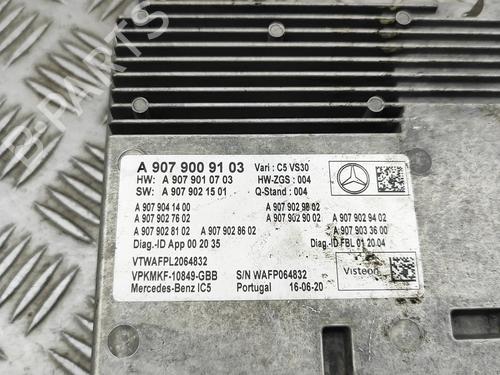 A 907 900 91 03 Vari : C5 VS30
HW: A 907 901 07 03 HW-ZGS : 004
SW: A 907 902 15 01 Q-Stand : 004
A 907 904 14 00 A 907 902 98 02
A 907 902 76 02 A 907 902 90 02 A 907 902 94 02
A 907 902 81 02 A 907 902 86 02 A 907 903 36 00
Diag.-ID App 00 20 35 Diag.-ID FBL 01 20 04
VTWAFPL2064832
VPKMKF-10849-GBB S/N WAFP064832
Mercedes-Benz IC5 Portugal 16-06-20
Visteon
B-PARTS